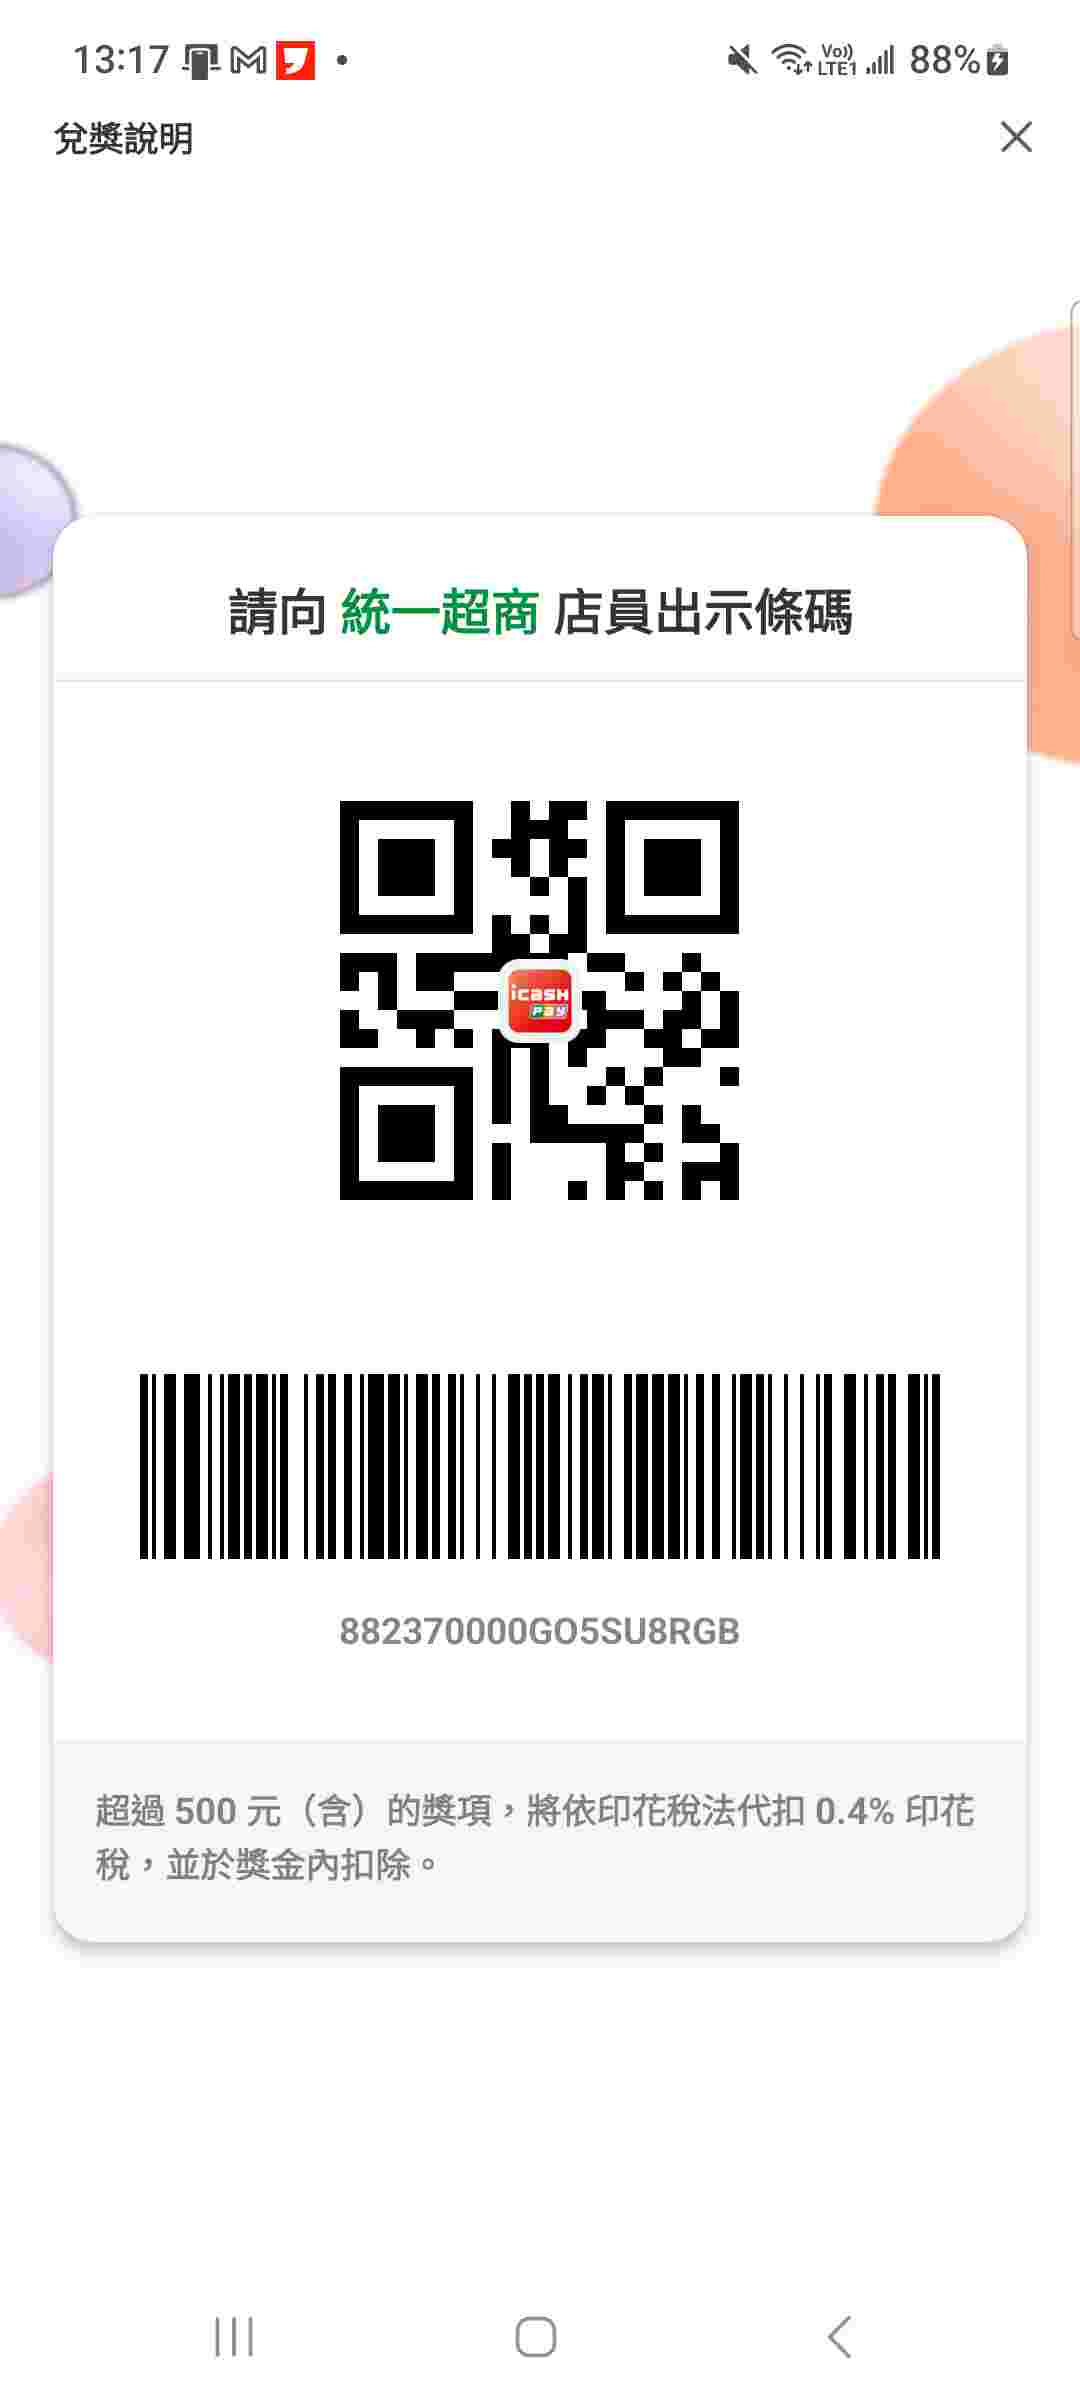 13:17
Vo))
LTE1
88%
兌獎說明
請向 統一超商 店員出示條碼
icash
Pay
882370000GO5SU8RGB
超過 500 元（含）的獎項，將依印花稅法代扣 0.4% 印花
稅，並於獎金內扣除。